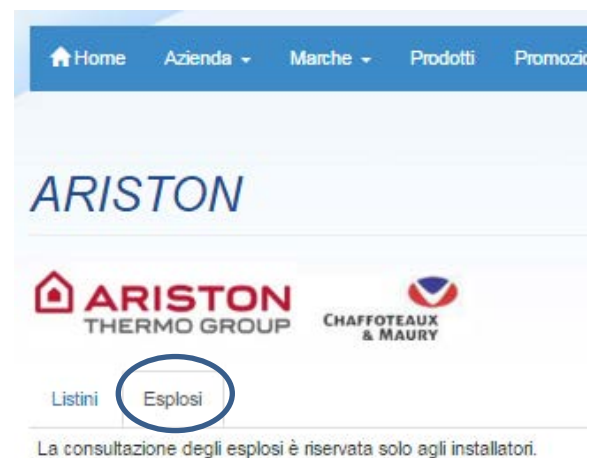 Home Azienda Marche Prodotti Promozio
ARISTON
ARISTON
THERMO GROUP
CHAFFOTEAUX
& MAURY
Listini Esplosi
La consultazione degli esplosi è riservata solo agli installatori.